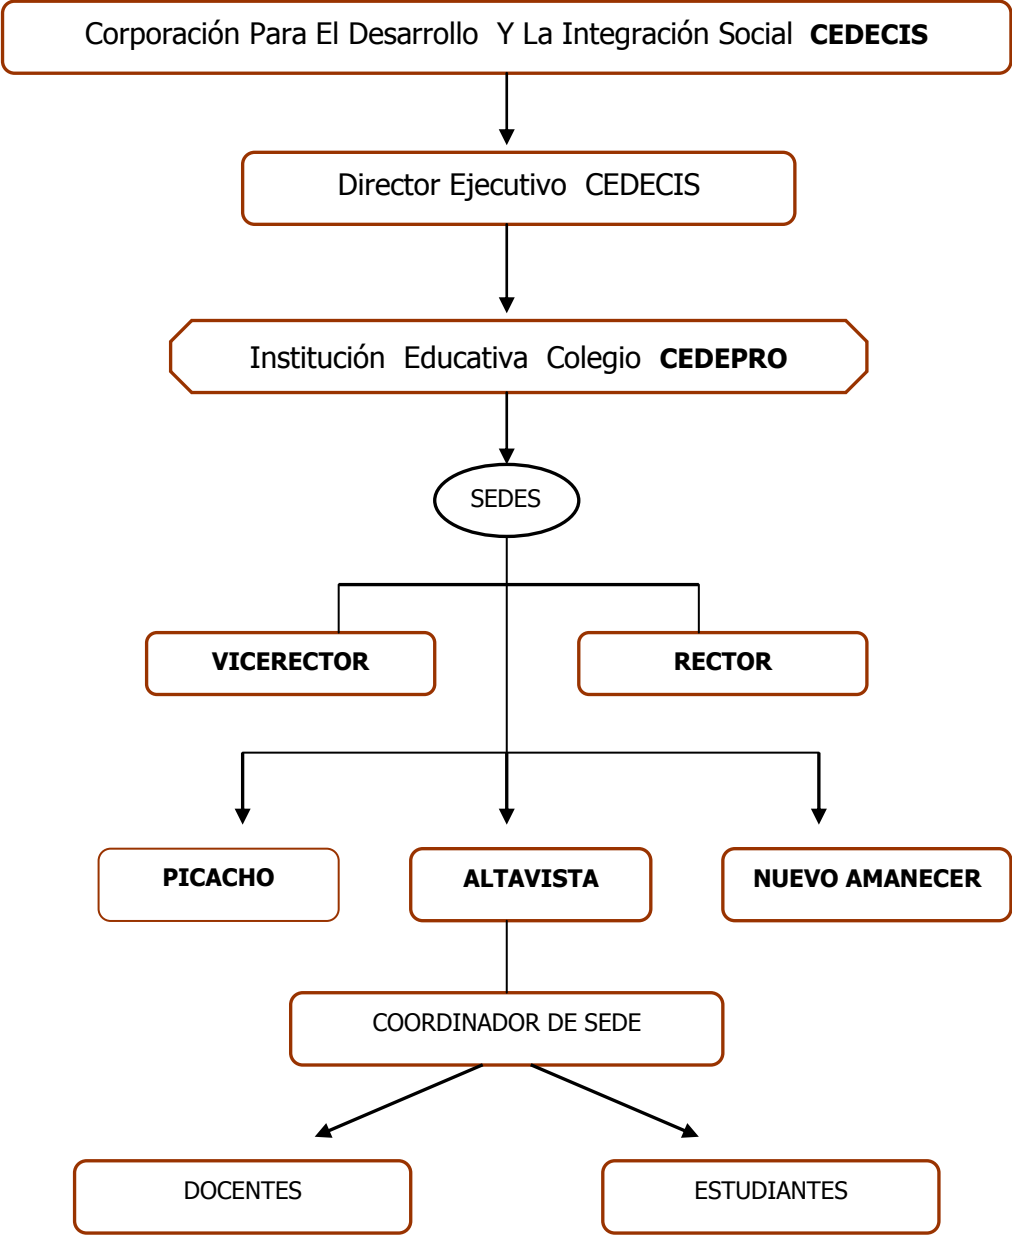 Corporación Para El Desarrollo Y La Integración Social CEDECIS
Director Ejecutivo CEDECIS
Institución Educativa Colegio CEDEPRO
SEDES
VICERECTOR
RECTOR
PICACHO
ALTAVISTA
NUEVO AMANECER
COORDINADOR DE SEDE
DOCENTES
ESTUDIANTES